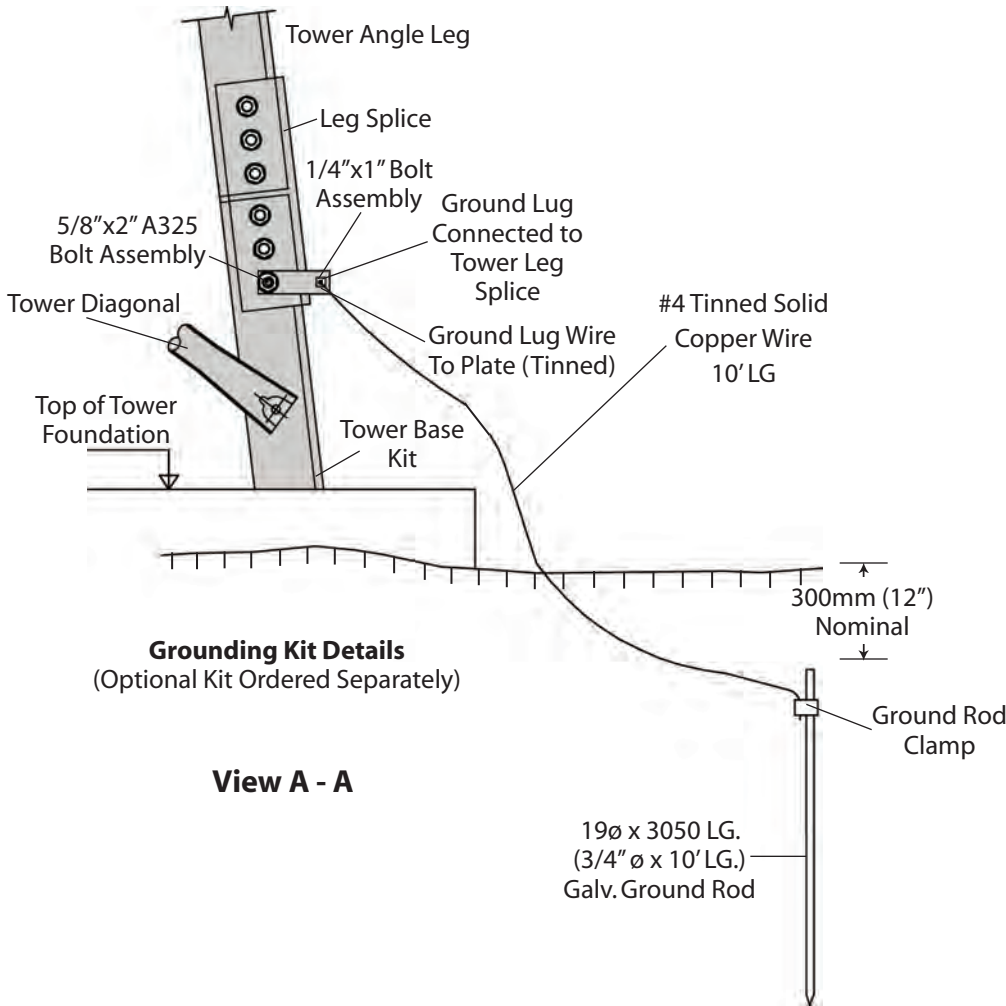 Tower Angle Leg
Leg Splice
1/4”x1” Bolt
Assembly
Ground Lug
Connected to
Tower Leg
Splice
5/8”x2” A325
Bolt Assembly
Tower Diagonal
#4 Tinned Solid
Copper Wire
10’ LG
Ground Lug Wire
To Plate (Tinned)
Top of Tower
Foundation
Tower Base
Kit
300mm (12”)
Nominal
Grounding Kit Details
(Optional Kit Ordered Separately)
Ground Rod
Clamp
View A - A
19ø x 3050 LG.
(3/4” ø x 10’ LG.)
Galv. Ground Rod